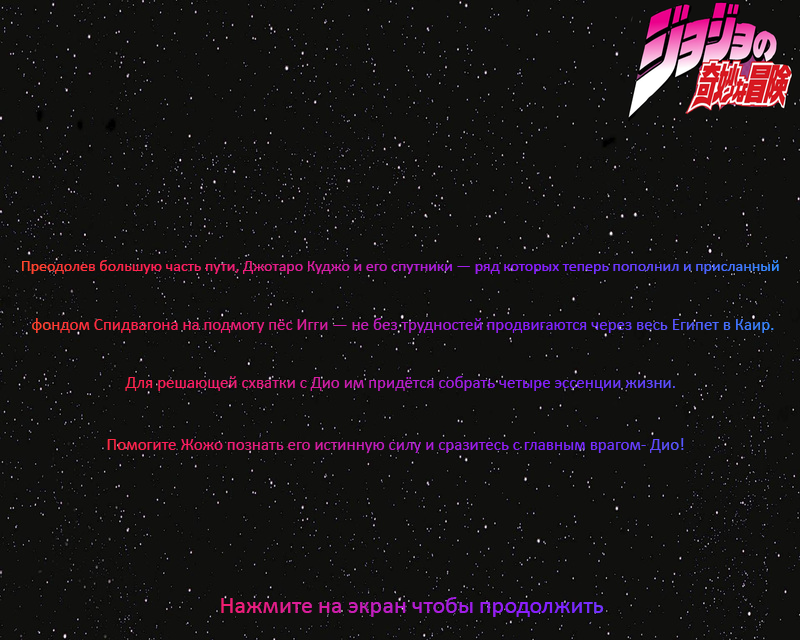 ジョジョの
奇妙な冒険
Преодолев большую часть пути, Джотаро Куджо и его спутники — ряд которых теперь пополнил и присланный
фондом Спидвагона на подмогу пёс Игги — не без трудностей продвигаются через весь Египет в Каир.
Для решающей схватки с Дио им придётся собрать четыре эссенции жизни.
Помогите Жожо познать его истинную силу и сразитесь с главным врагом- Дио!
Нажмите на экран чтобы продолжить